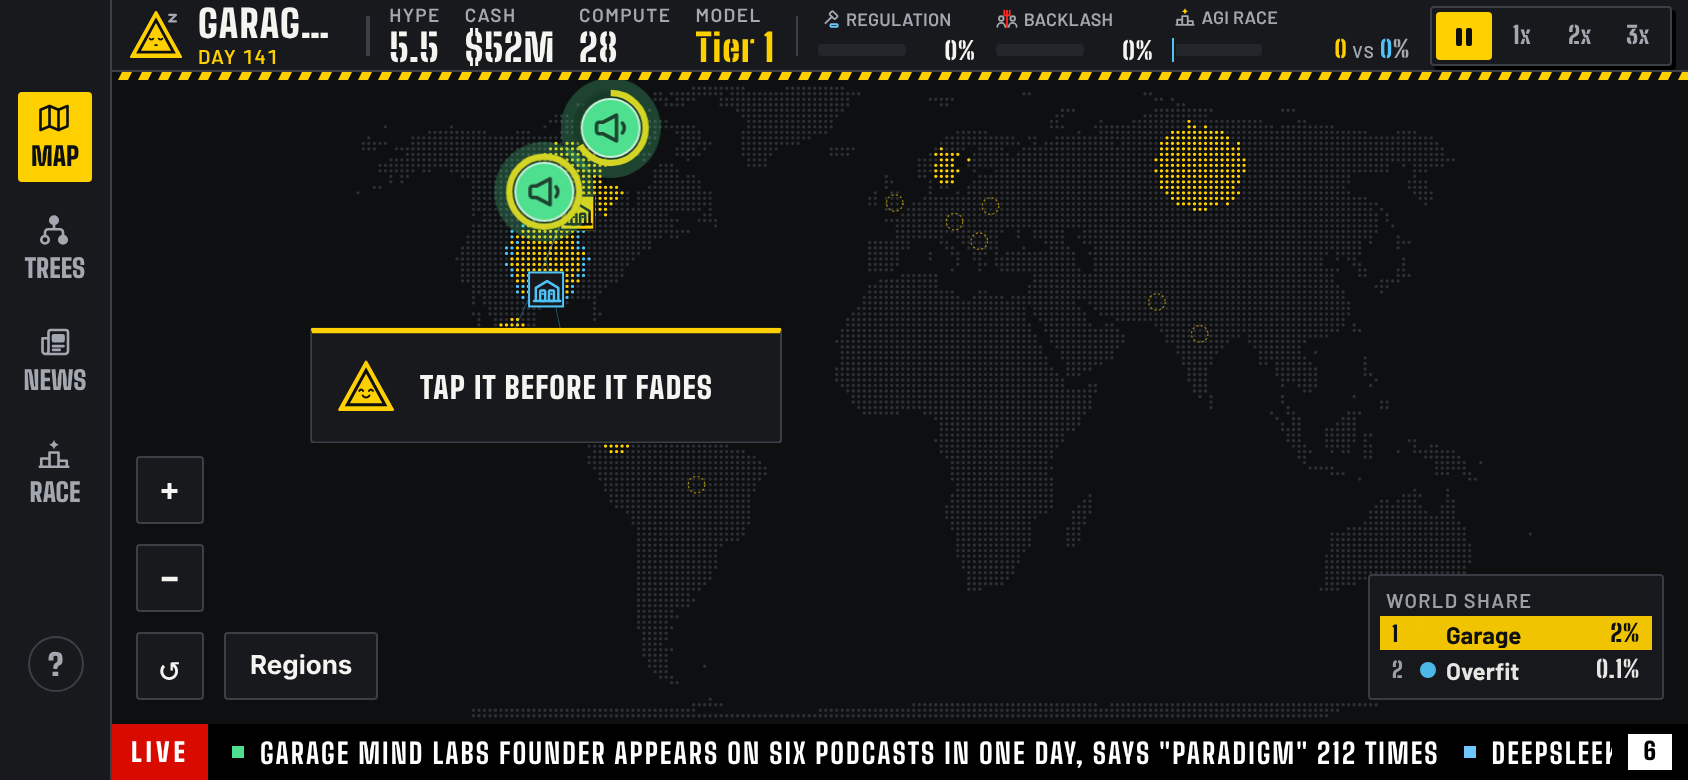 GARAG...
DAY 141
HYPE
5.5
CASH
$52M
COMPUTE
28
MODEL
Tier 1
REGULATION
0%
BACKLASH
0%
AGI RACE
0 vs 0%
1x
2x
3x
MAP
TREES
NEWS
RACE
?
TAP IT BEFORE IT FADES
+
−
↺
Regions
WORLD SHARE
1 Garage 2%
2 Overfit 0.1%
LIVE
GARAGE MIND LABS FOUNDER APPEARS ON SIX PODCASTS IN ONE DAY, SAYS "PARADIGM" 212 TIMES
DEEPSLEEK
6